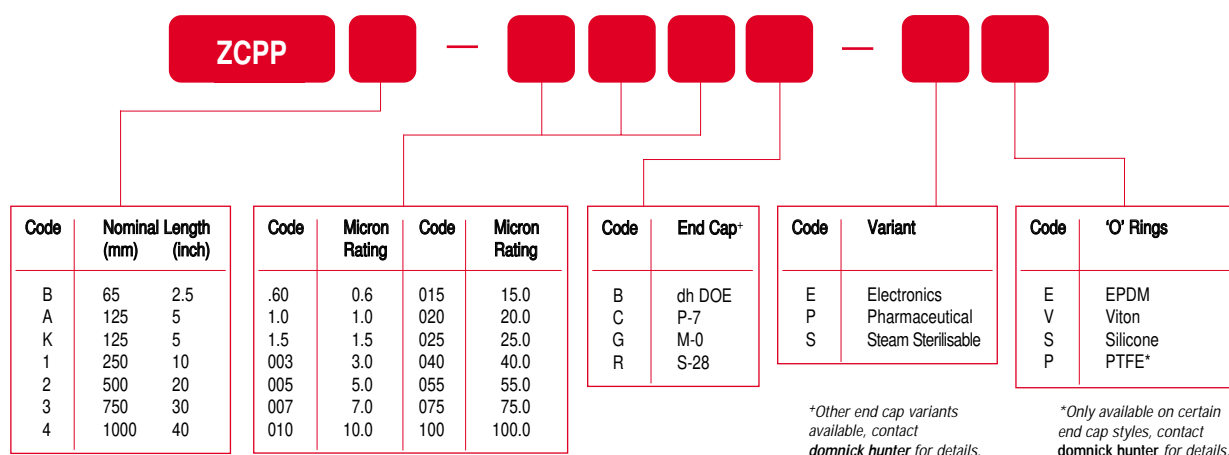 ZCPP — —
Code Nominal Length
(mm) (inch)
B 65 2.5
A 125 5
K 125 5
1 250 10
2 500 20
3 750 30
4 1000 40
Code Micron Code Micron
Rating Rating
.60 0.6 015 15.0
1.0 1.0 020 20.0
1.5 1.5 025 25.0
003 3.0 040 40.0
005 5.0 055 55.0
007 7.0 075 75.0
010 10.0 100 100.0
Code End Cap+
B dh DOE
C P-7
G M-0
R S-28
Code Variant
E Electronics
P Pharmaceutical
S Steam Sterilisable
+Other end cap variants
available, contact
domnick hunter for details.
Code 'O' Rings
E EPDM
V Viton
S Silicone
P PTFE*
*Only available on certain
end cap styles, contact
domnick hunter for details